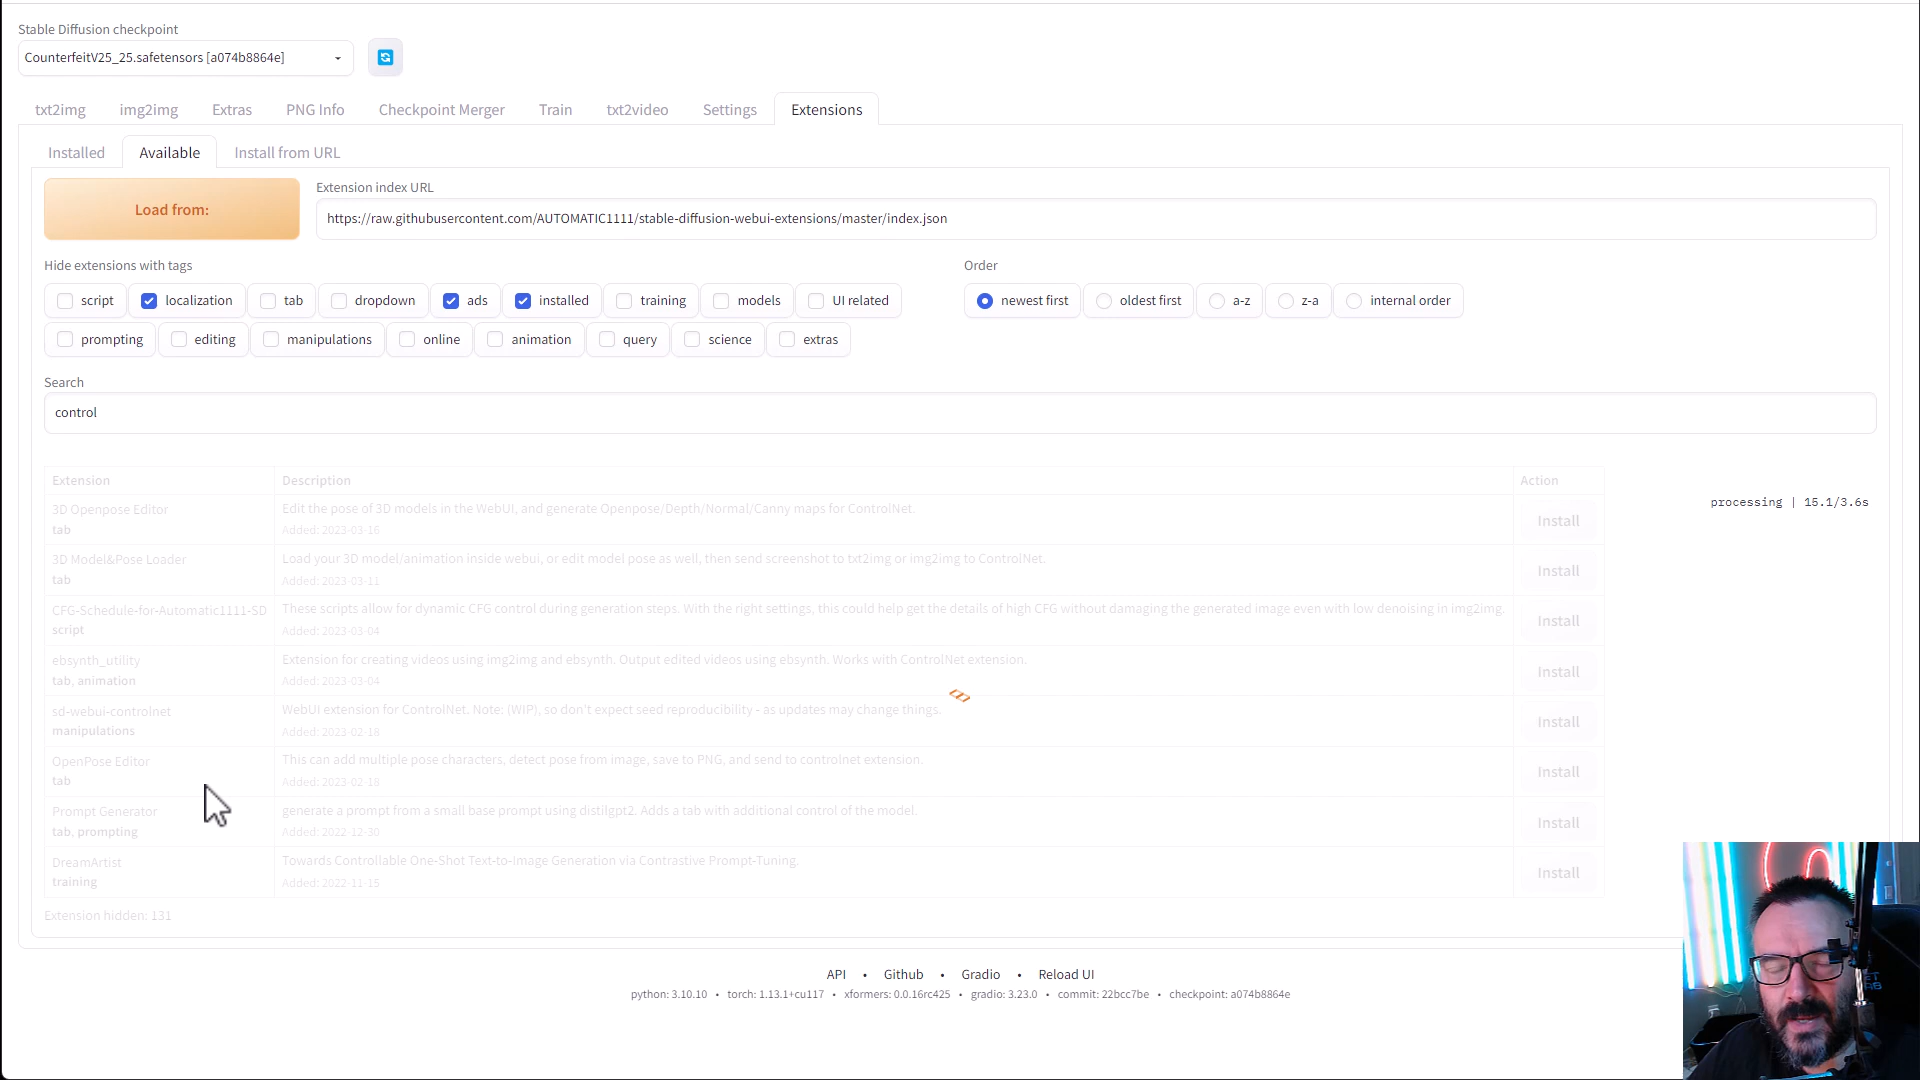 Stable Diffusion checkpoint
CounterfeitV25_25.safetensors [a074b8864e]
txt2img img2img Extras PNG Info Checkpoint Merger Train txt2video Settings Extensions
Installed Available Install from URL
Load from:
Extension index URL
https://raw.githubusercontent.com/AUTOMATIC1111/stable-diffusion-webui-extensions/master/index.json
Hide extensions with tags
script localization tab dropdown ads installed training models UI related
prompting editing manipulations online animation query science extras
Order
newest first oldest first a-z z-a internal order
Search
control
Extension Description Action
3D Openpose Editor
tab
Edit the pose of 3D models in the WebUI, and generate Openpose/Depth/Normal/Canny maps for ControlNet.
Added: 2023-03-16
Install
processing | 15.1/3.6s
3D Model&Pose Loader
tab
Load your 3D model/animation inside webui, or edit model pose as well, then send screenshot to txt2img or img2img to ControlNet.
Added: 2023-03-11
Install
CFG-Schedule-for-Automatic1111-SD
script
These scripts allow for dynamic CFG control during generation steps. With the right settings, this could help get the details of high CFG without damaging the generated image even with low denoising in img2img.
Added: 2023-03-04
Install
ebsynth_utility
tab, animation
Extension for creating videos using img2img and ebsynth. Output edited videos using ebsynth. Works with ControlNet extension.
Added: 2023-03-04
Install
sd-webui-controlnet
manipulations
WebUI extension for ControlNet. Note: (WIP), so don't expect seed reproducibility - as updates may change things.
Added: 2023-02-18
Install
OpenPose Editor
tab
This can add multiple pose characters, detect pose from image, save to PNG, and send to controlnet extension.
Added: 2023-02-18
Install
Prompt Generator
tab, prompting
generate a prompt from a small base prompt using distilgpt2. Adds a tab with additional control of the model.
Added: 2022-12-30
Install
DreamArtist
training
Towards Controllable One-Shot Text-to-Image Generation via Contrastive Prompt-Tuning.
Added: 2022-11-15
Install
Extension hidden: 131
API • Github • Gradio • Reload UI
python: 3.10.10 • torch: 1.13.1+cu117 • xformers: 0.0.16rc425 • gradio: 3.23.0 • commit: 22bcc7be • checkpoint: a074b8864e